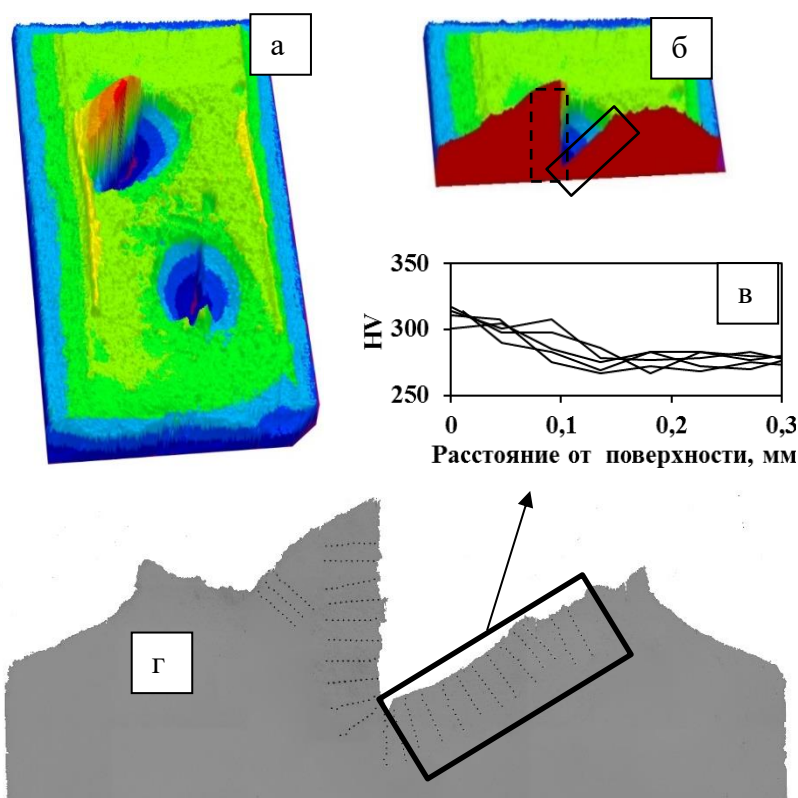 а
б
350
в
HV
300
250
0
0,1
0,2
0,3
Расстояние от поверхности, мм
г